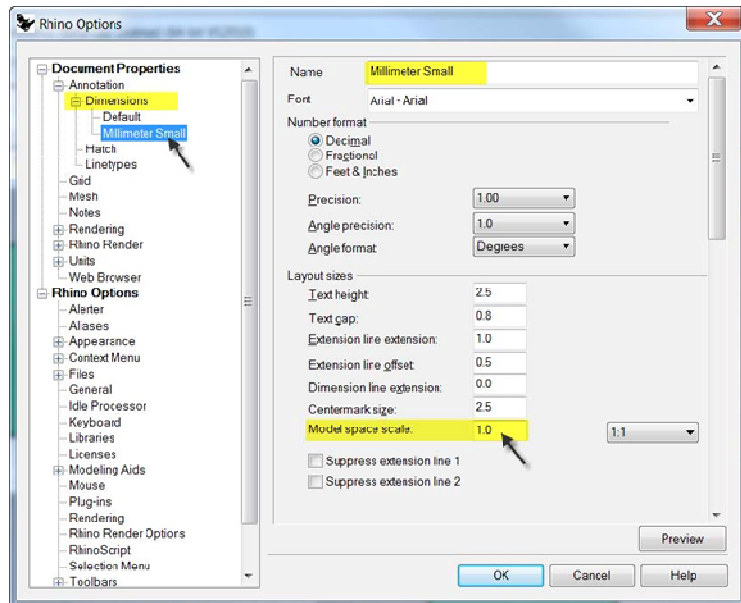 Rhino Options
Document Properties
Annotation
Dimensions
Default
Millimeter Small
Hatch
Linetypes
Grid
Mesh
Notes
Rendering
Rhino Render
Units
Web Browser
Rhino Options
Alerter
Aliases
Appearance
Context Menu
Files
General
Idle Processor
Keyboard
Libraries
Licenses
Modeling Aids
Mouse
Plug-ins
Rendering
Rhino Render Options
RhinoScript
Selection Menu
Toolbars
Name Millimeter Small
Font Arial - Arial
Number format
Decimal
Fractional
Feet & Inches
Precision: 1.00
Angle precision: 1.0
Angle format Degrees
Layout sizes
Text height 2.5
Text gap: 0.8
Extension line extension: 1.0
Extension line offset: 0.5
Dimension line extension: 0.0
Centermark size: 2.5
Model space scale: 1.0 1:1
Suppress extension line 1
Suppress extension line 2
Preview
OK Cancel Help